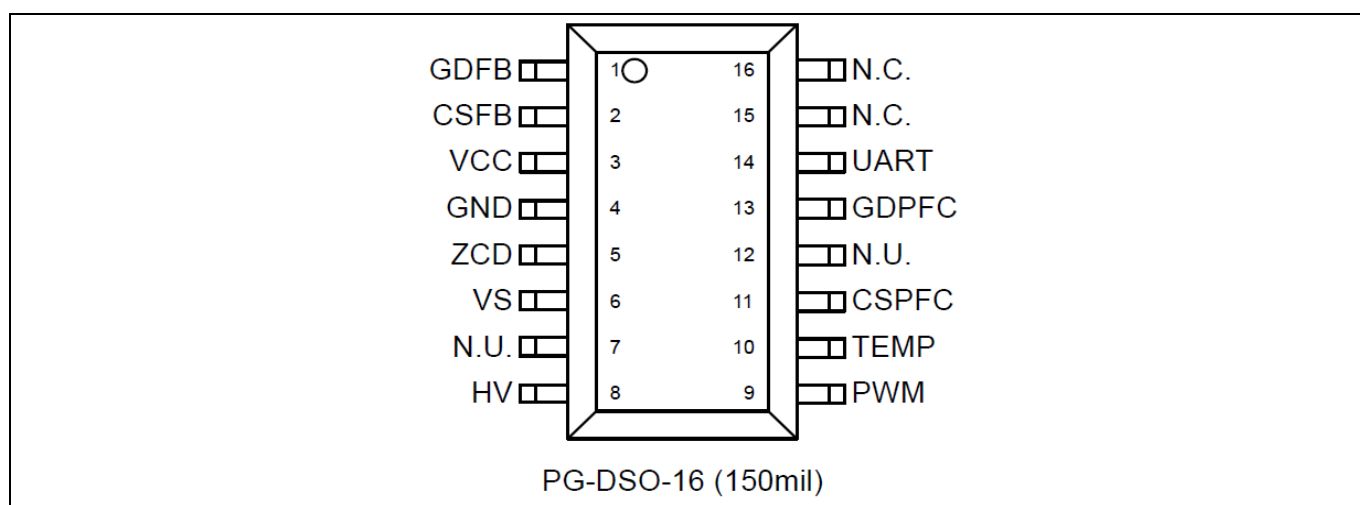 GDFB 1 16 N.C.
CSFB 2 15 N.C.
VCC 3 14 UART
GND 4 13 GDPFC
ZCD 5 12 N.U.
VS 6 11 CSPFC
N.U. 7 10 TEMP
HV 8 9 PWM
PG-DSO-16 (150mil)